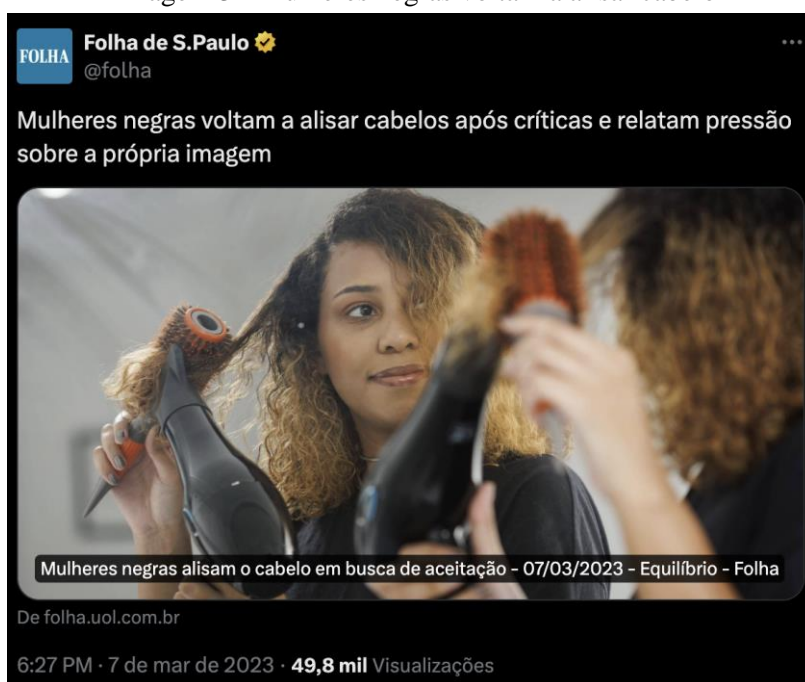 FOLHA
Folha de S.Paulo
@folha
Mulheres negras voltam a alisar cabelos após críticas e relatam pressão
sobre a própria imagem
Mulheres negras alisam o cabelo em busca de aceitação - 07/03/2023 - Equilíbrio - Folha
De folha.uol.com.br
6:27 PM · 7 de mar de 2023 · 49,8 mil Visualizações